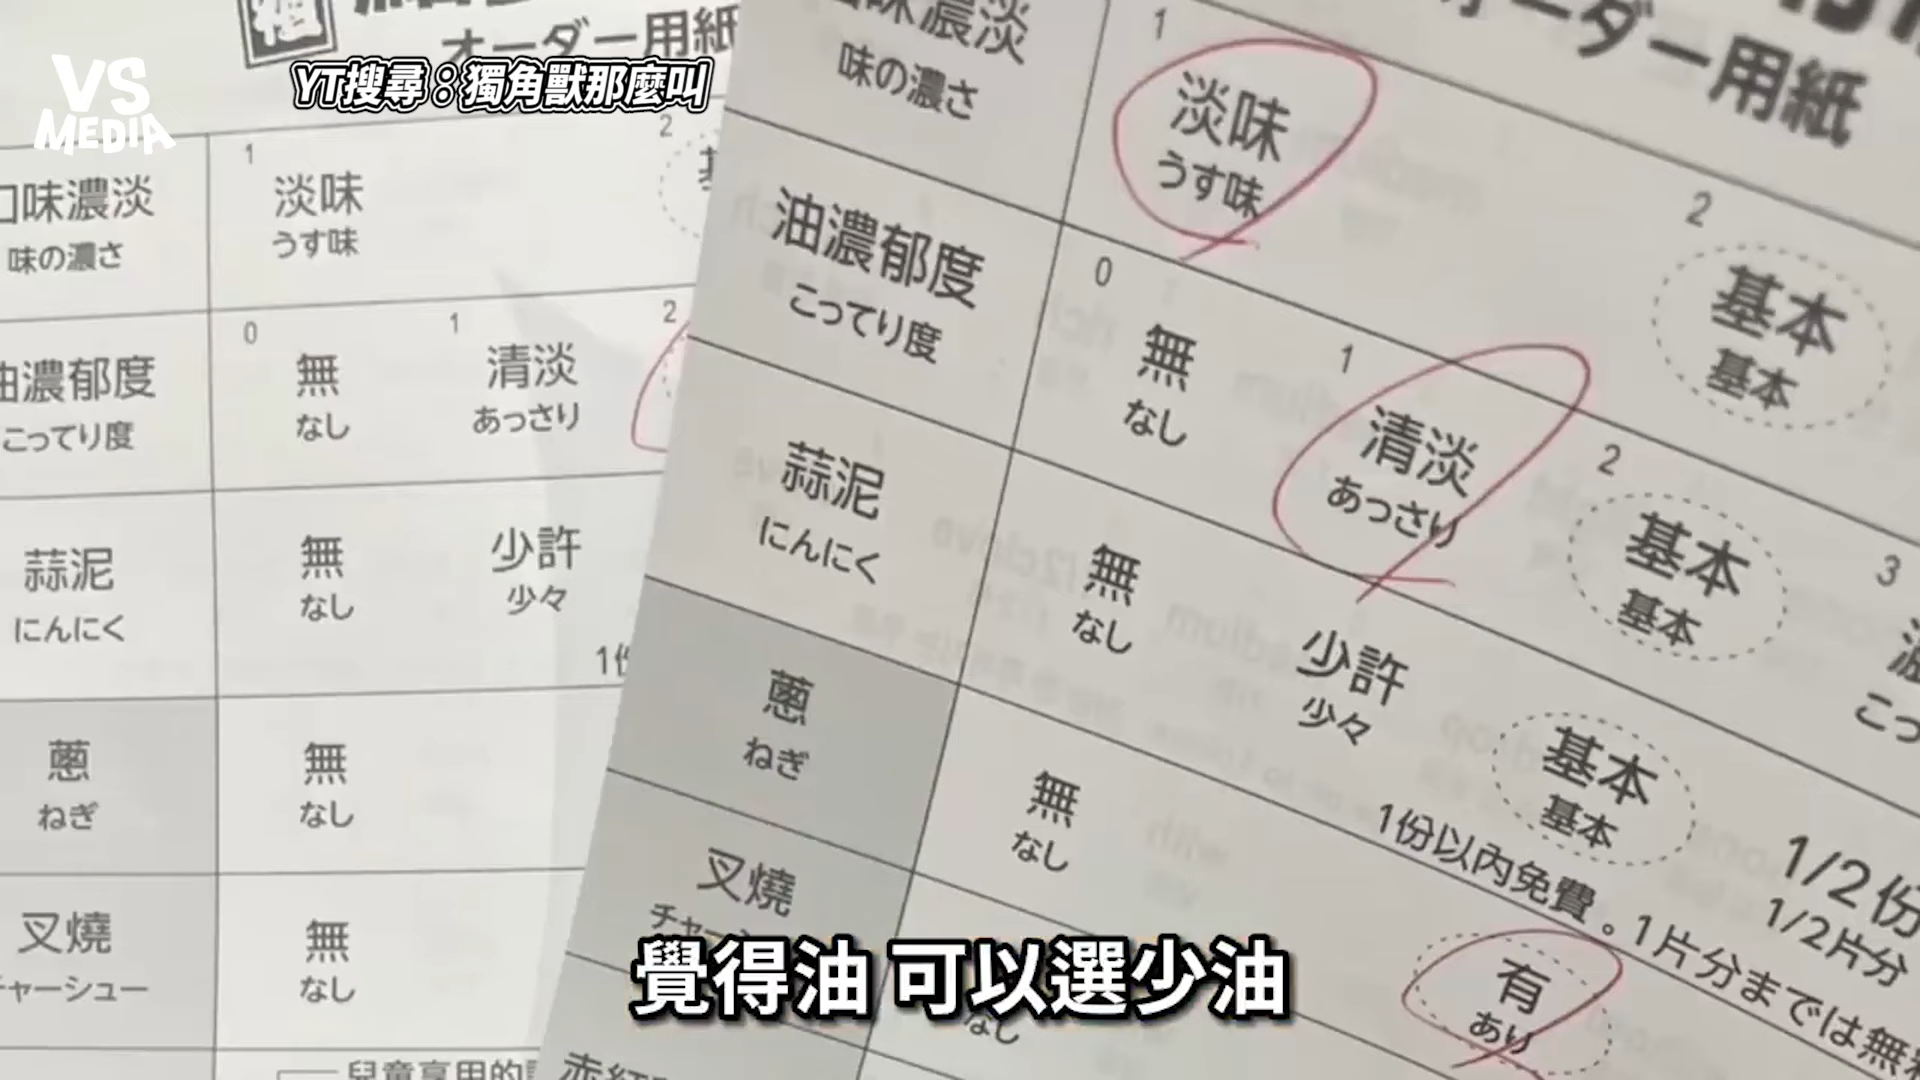 VS
MEDIA
YT搜尋：獨角獸那麼叫
オーダー用紙
口味濃淡
味の濃さ
1
淡味
うす味
2
油濃郁度
こってり度
0
無
なし
1
清淡
あっさり
2
蒜泥
にんにく
無
なし
少許
少々
蔥
ねぎ
無
なし
叉燒
チャーシュー
無
なし
兒童享用的
オーダー用紙
味の濃さ
1
淡味
うす味
2
基本
基本
油濃郁度
こってり度
0
無
なし
1
清淡
あっさり
2
基本
基本
3
蒜泥
にんにく
無
なし
少許
少々
基本
基本
1/2份
1/2片分
1份以內免費。1片分までは無料
蔥
ねぎ
無
なし
有
あり
叉燒
なし
覺得油 可以選少油